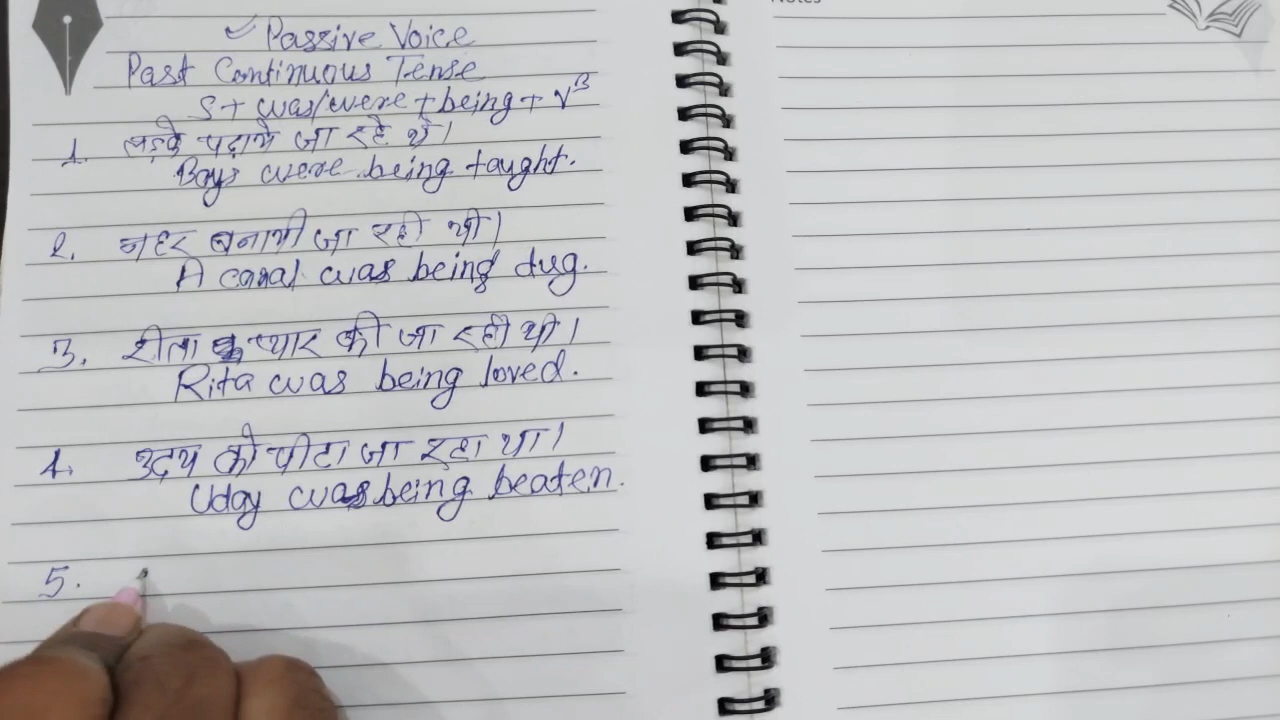 Passive Voice
Past Continuous Tense
S + was/were + being + V3
1. लड़के पढ़ाये जा रहे थे।
Boys were being taught.
2. नहर बनायी जा रही थी।
A canal was being dug.
3. रीता प्यार की जा रही थी।
Rita was being loved.
4. उदय को पीटा जा रहा था।
Uday was being beaten.
5.
Notes